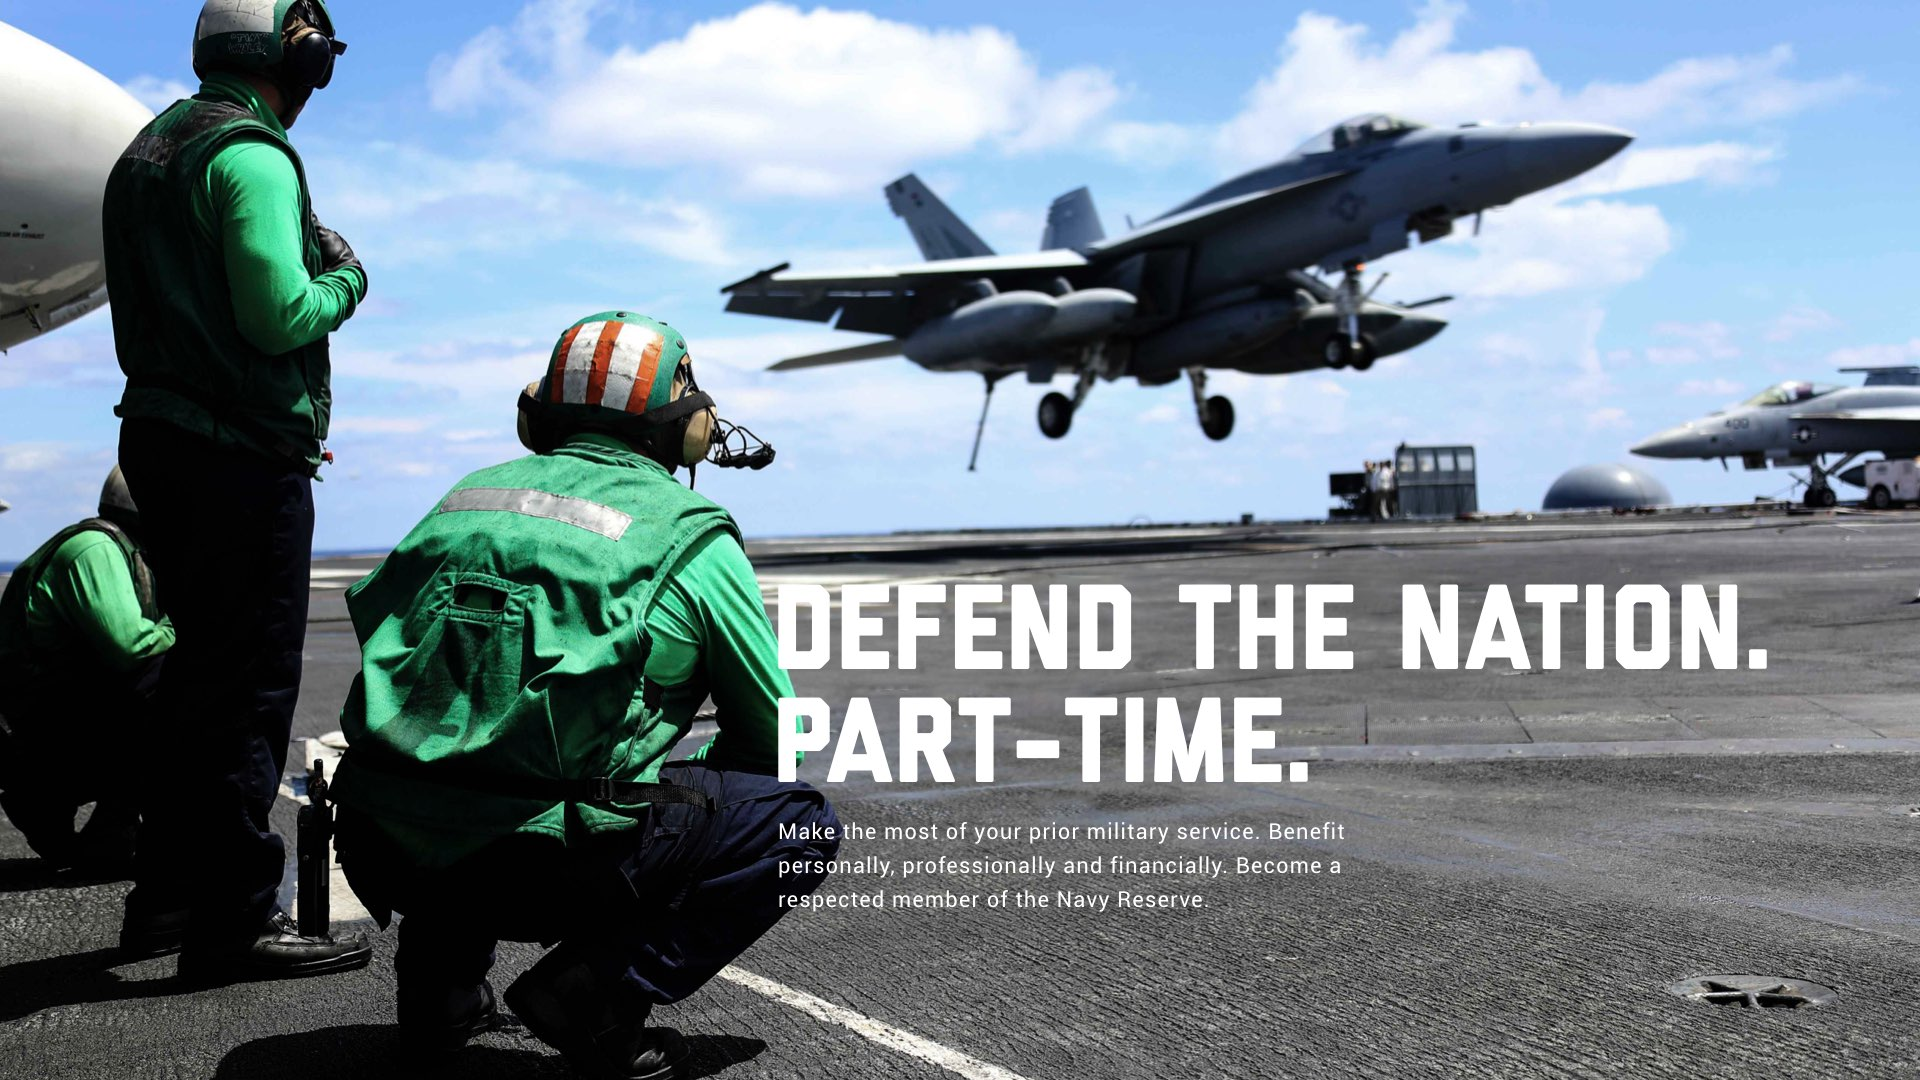 DEFEND THE NATION.
PART-TIME.
Make the most of your prior military service. Benefit
personally, professionally and financially. Become a
respected member of the Navy Reserve.
400